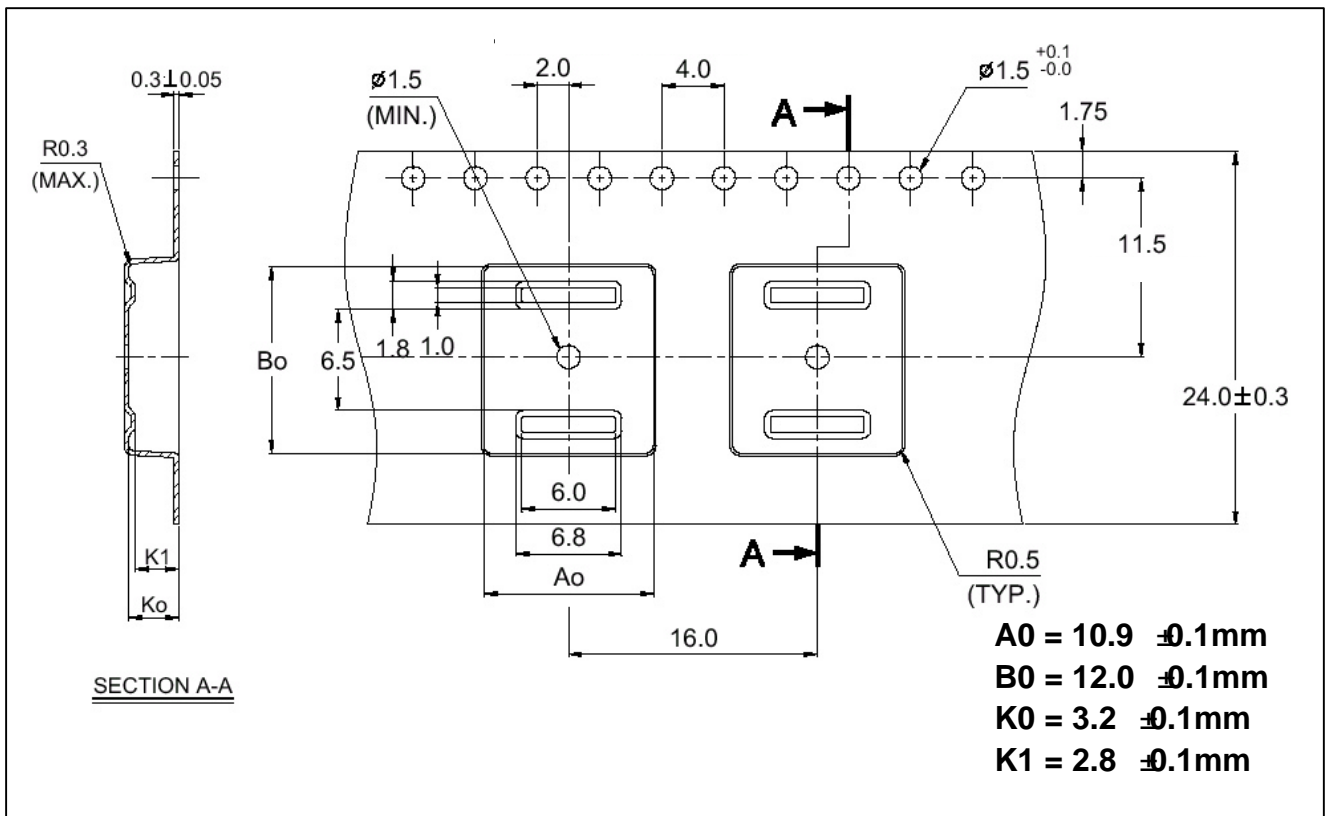 0.3±0.05
R0.3
(MAX.)
ø1.5
(MIN.)
2.0
4.0
A
ø1.5 +0.1
-0.0
1.75
11.5
24.0±0.3
Bo
6.5
1.8
1.0
6.0
6.8
Ao
16.0
A
R0.5
(TYP.)
K1
Ko
SECTION A-A
A0 = 10.9 ±0.1mm
B0 = 12.0 ±0.1mm
K0 = 3.2 ±0.1mm
K1 = 2.8 ±0.1mm